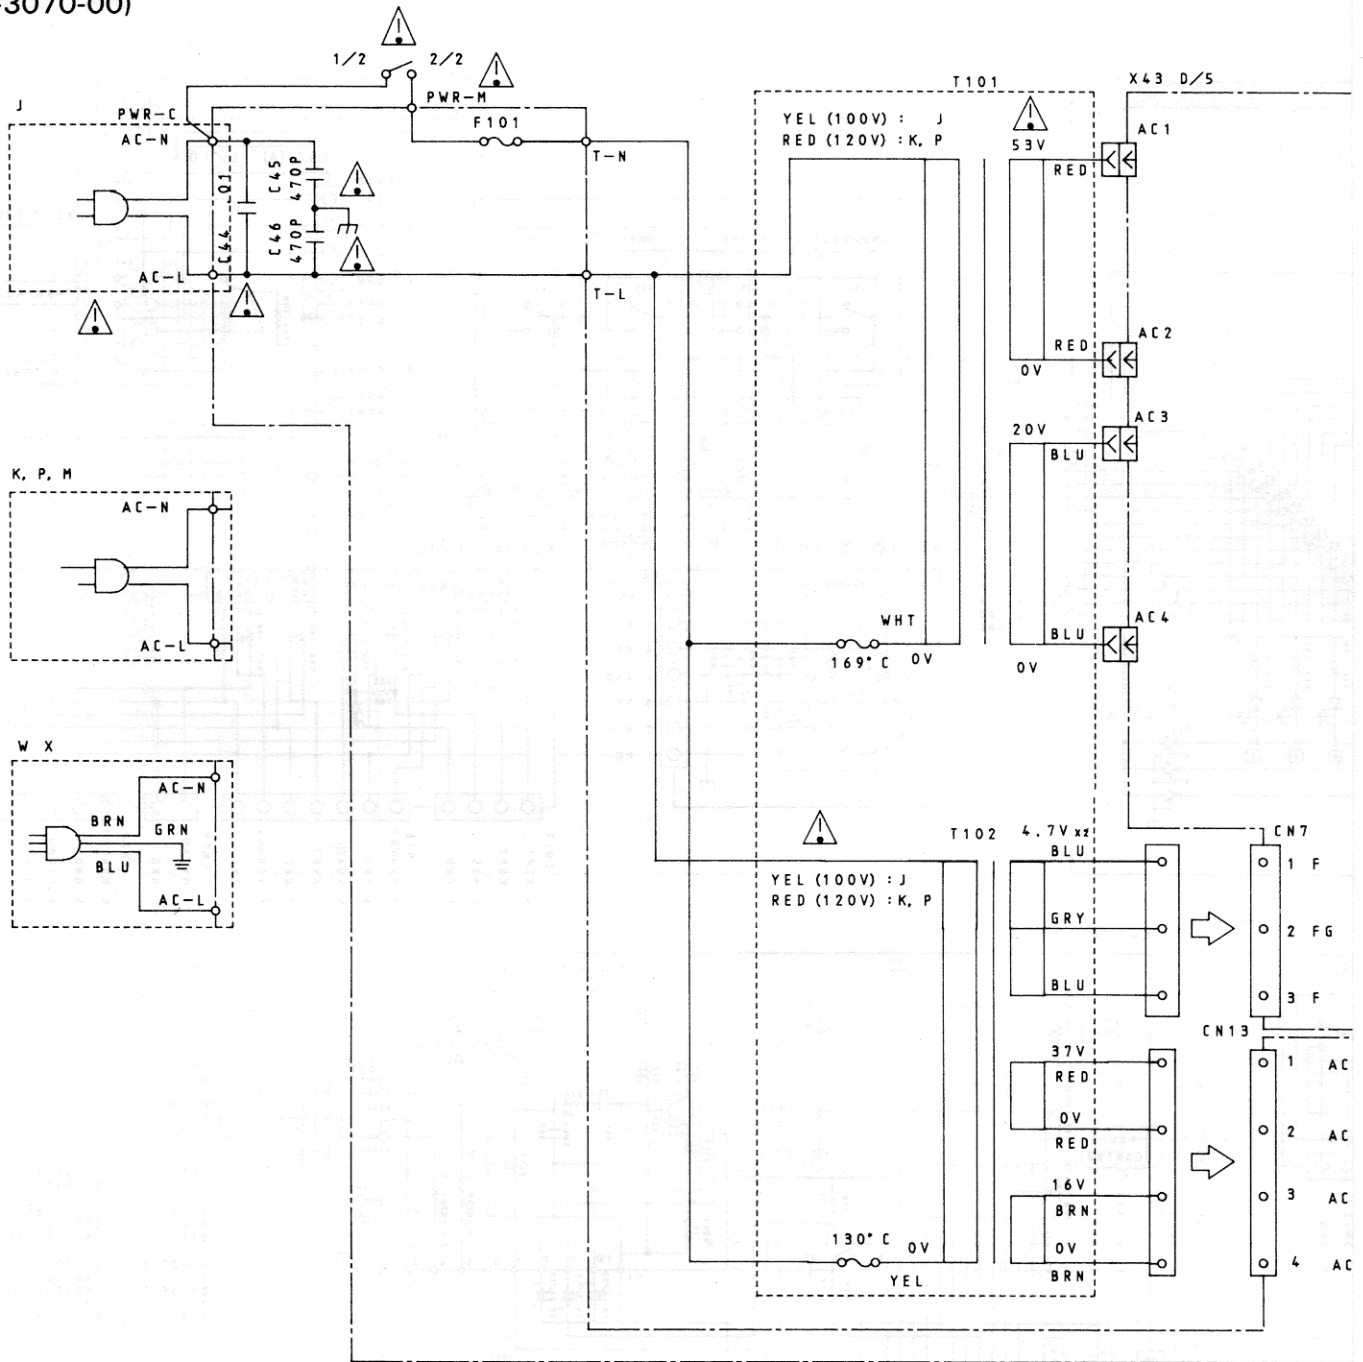 -3070-00)
1/2 2/2
PWR-M
F101
T-N
T-L
J
PWR-C
AC-N
AC-L
C44 .01
C45 470P
C46 470P
K, P, M
AC-N
AC-L
W X
AC-N
BRN
GRN
BLU
AC-L
T101
YEL (100V) : J
RED (120V) : K, P
53V
RED
RED
0V
20V
BLU
BLU
0V
WHT
169°C 0V
X43 D/5
AC1
AC2
AC3
AC4
T102
YEL (100V) : J
RED (120V) : K, P
4.7V x2
BLU
GRY
BLU
37V
RED
0V
RED
16V
BRN
0V
BRN
130°C 0V
YEL
CN7
1 F
2 FG
3 F
CN13
1 AC
2 AC
3 AC
4 AC